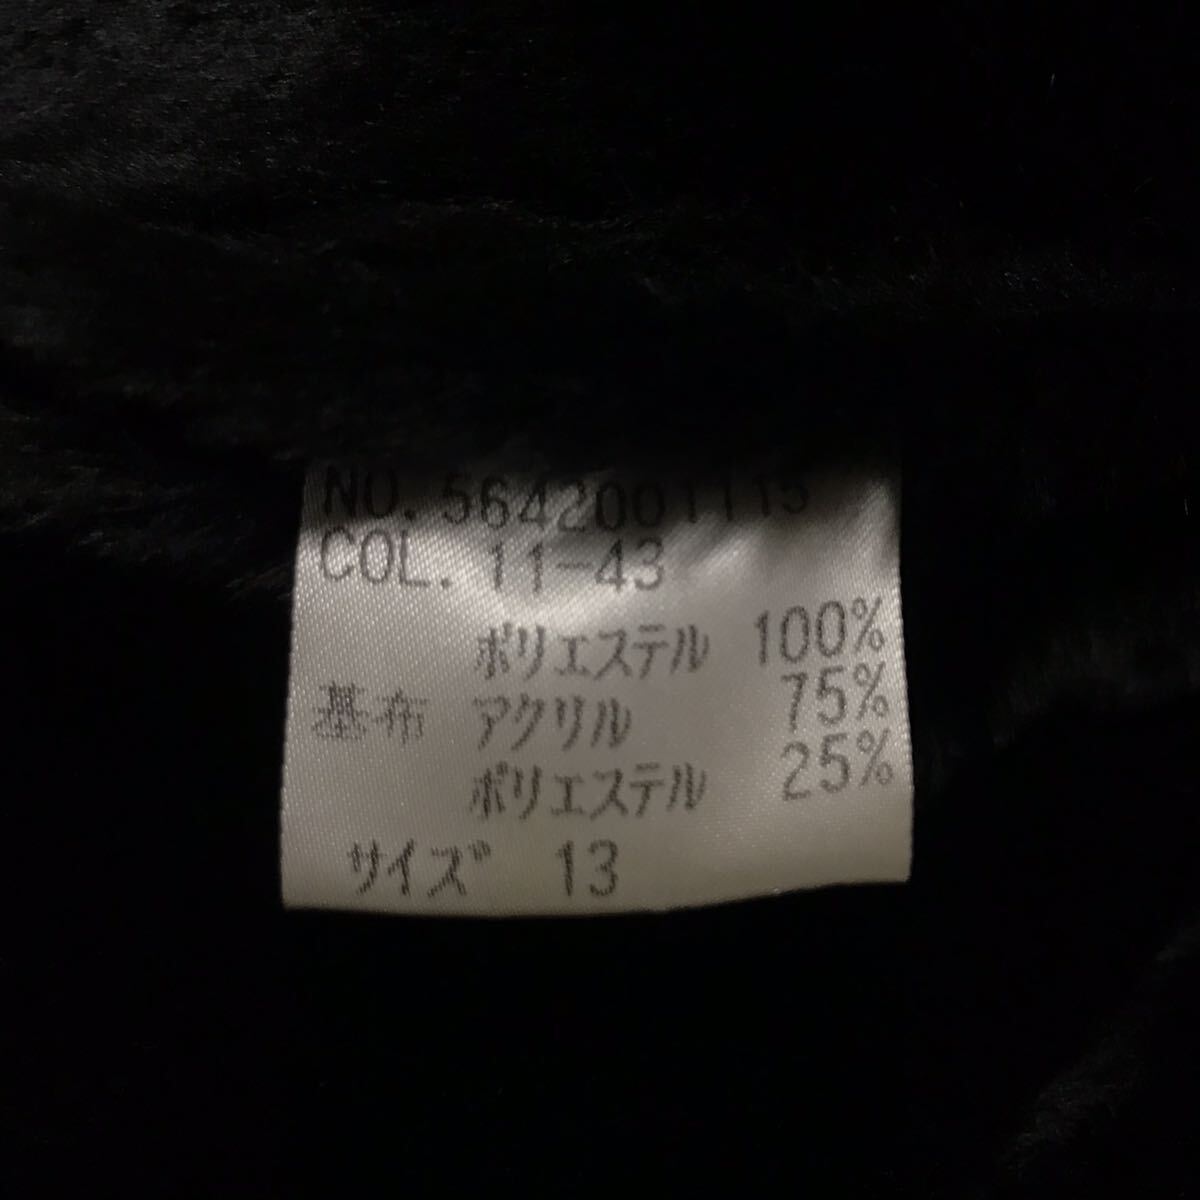 NO. 5642001115
COL. 11-43
ポリエステル 100%
基布 アクリル 75%
ポリエステル 25%
サイズ 13